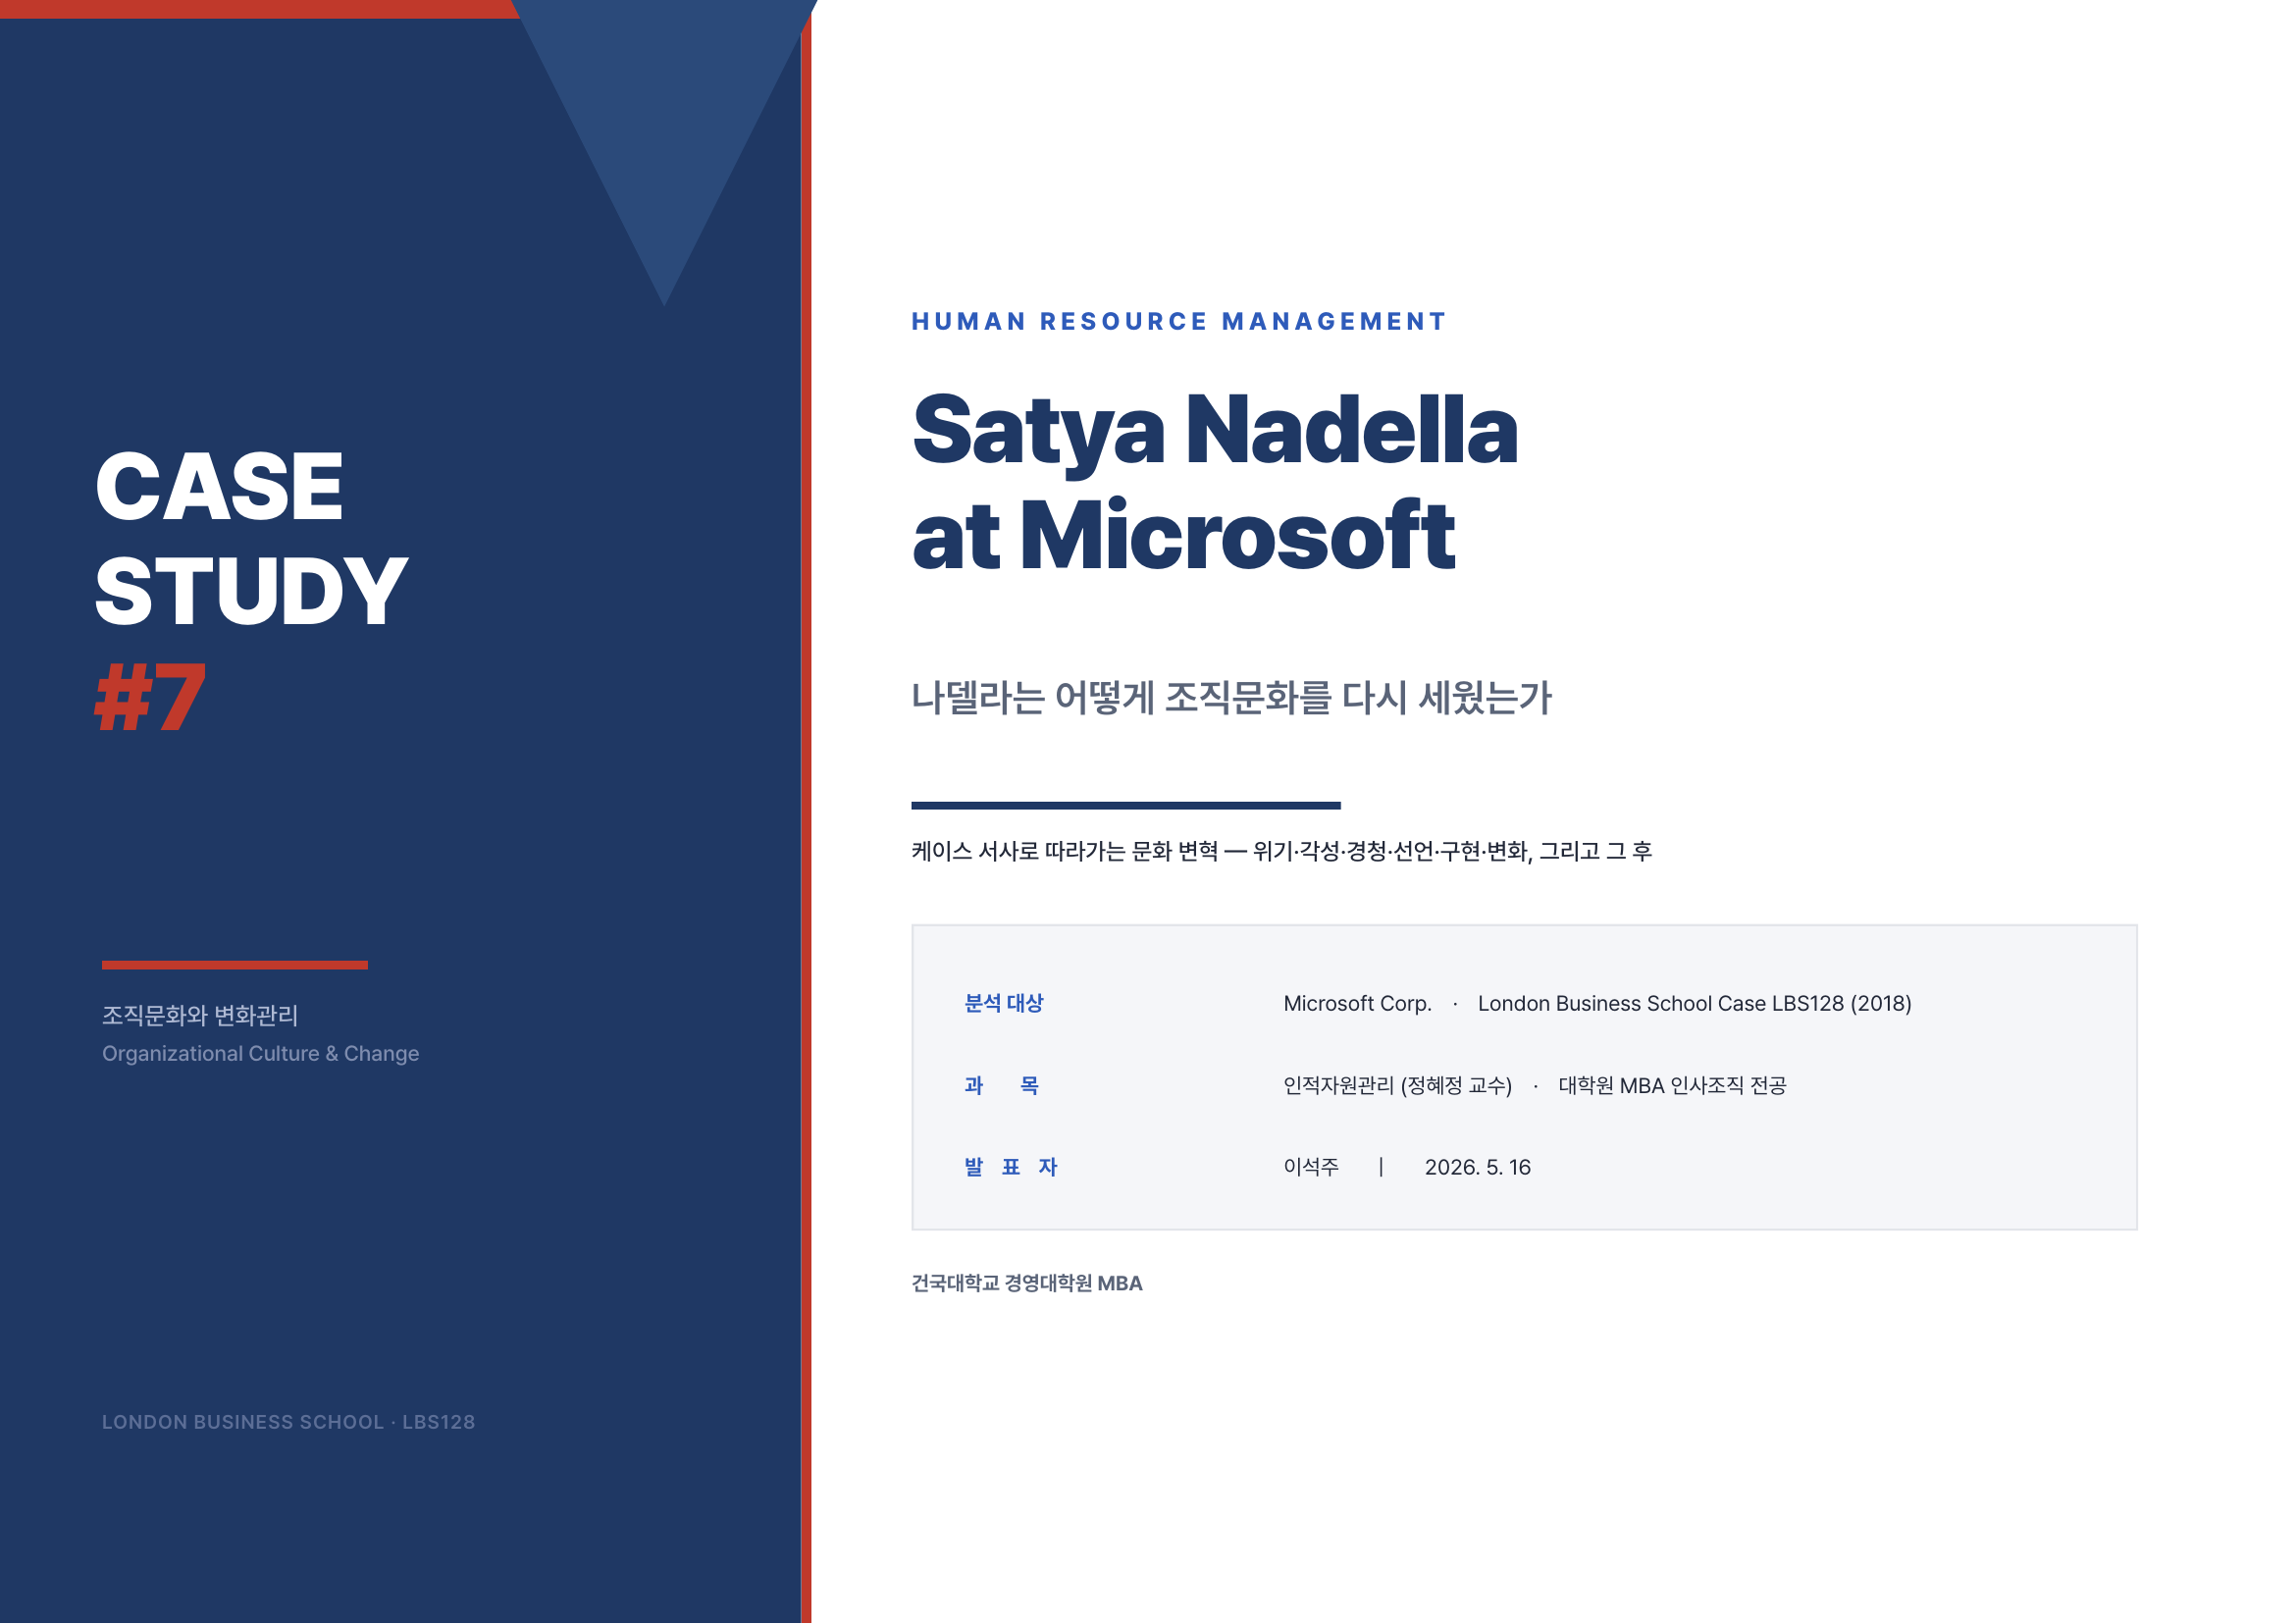 CASE
STUDY
#7
조직문화와 변화관리
Organizational Culture & Change
LONDON BUSINESS SCHOOL · LBS128
HUMAN RESOURCE MANAGEMENT
Satya Nadella
at Microsoft
나델라는 어떻게 조직문화를 다시 세웠는가
케이스 서사로 따라가는 문화 변혁 — 위기·각성·경청·선언·구현·변화, 그리고 그 후
분석 대상 Microsoft Corp. · London Business School Case LBS128 (2018)
과 목 인적자원관리 (정혜정 교수) · 대학원 MBA 인사조직 전공
발 표 자 이석주 | 2026. 5. 16
건국대학교 경영대학원 MBA